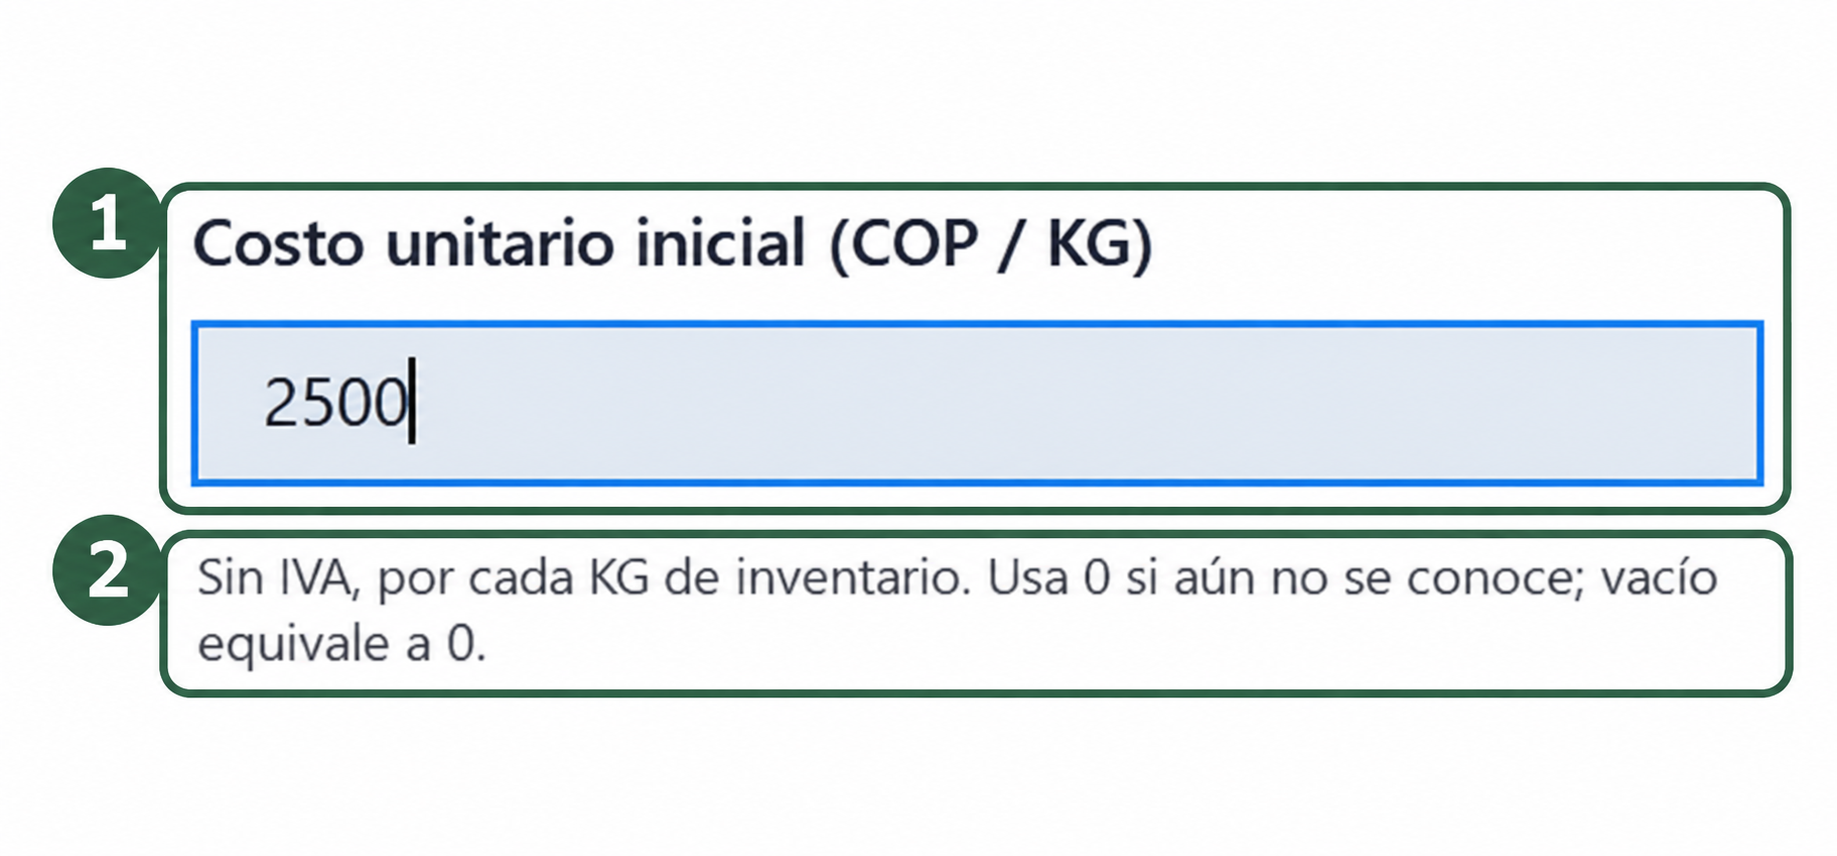 1
Costo unitario inicial (COP / KG)
2500
2
Sin IVA, por cada KG de inventario. Usa 0 si aún no se conoce; vacío
equivale a 0.